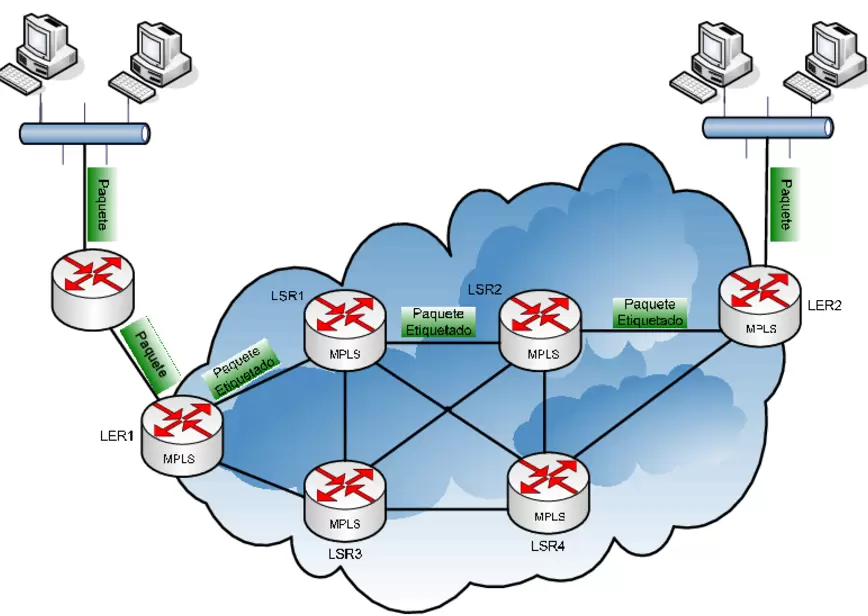 Paquete
Paquete
LSR1
LSR2
LER2
Paquete
Etiquetado
Paquete
Etiquetado
MPLS
MPLS
MPLS
Paquete
Paquete
Etiquetado
LER1
MPLS
MPLS
MPLS
LSR3
LSR4